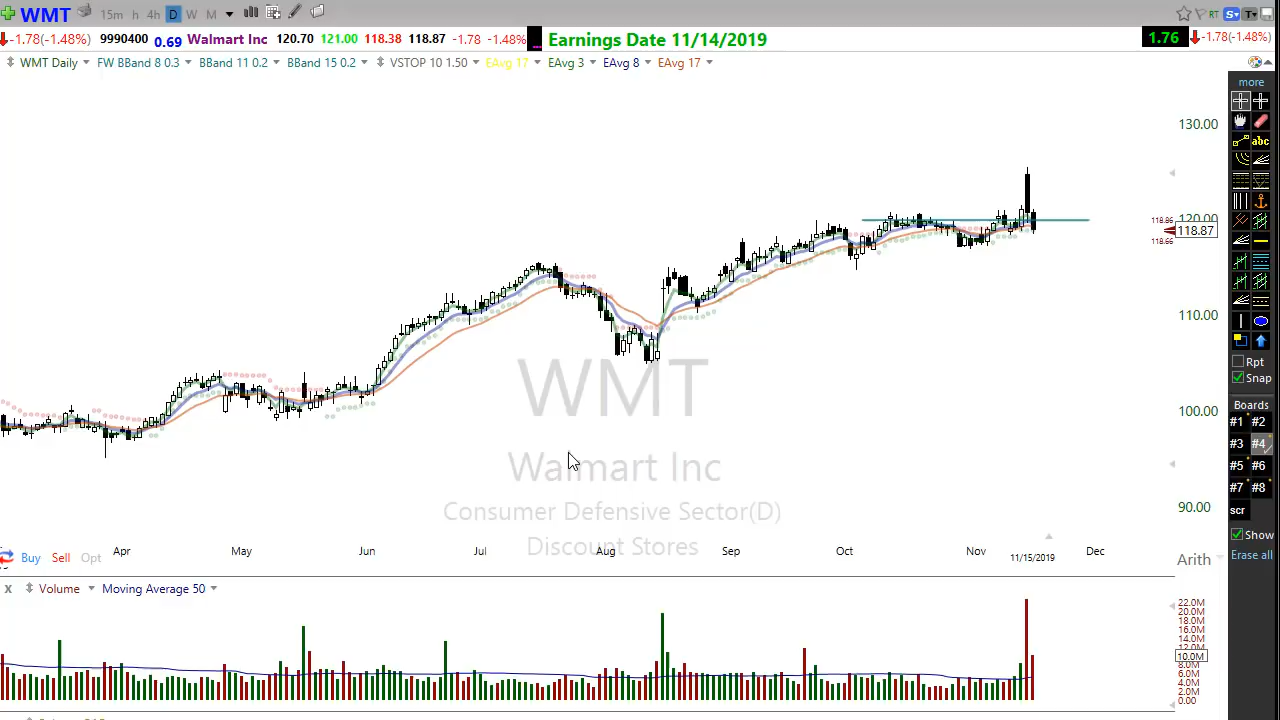 WMT 15m h 4h D W M RT S T
-1.78(-1.48%) 9990400 0.69 Walmart Inc 120.70 121.00 118.38 118.87 -1.78 -1.48% ... Earnings Date 11/14/2019 1.76 -1.78(-1.48%)
WMT Daily FW BBand 8 0.3 BBand 11 0.2 BBand 15 0.2 VSTOP 10 1.50 EAvg 17 EAvg 3 EAvg 8 EAvg 17
more
abc
130.00
120.00
118.86
118.87
118.66
110.00
100.00
90.00
WMT
Walmart Inc
Consumer Defensive Sector(D)
Discount Stores
Rpt
Snap
Boards
#1 #2
#3 #4
#5 #6
#7 #8
scr
Show
Erase all
Buy Sell Opt
Apr May Jun Jul Aug Sep Oct Nov 11/15/2019 Dec
Arith
X Volume Moving Average 50
22.0M
20.0M
18.0M
16.0M
14.0M
12.0M
10.0M
8.0M
6.0M
4.0M
2.0M
0.00